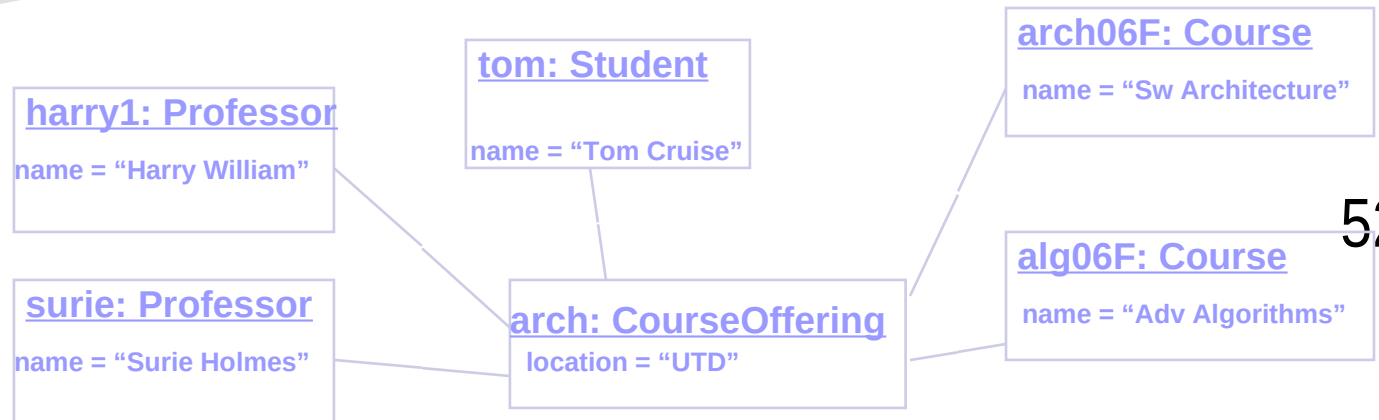 harry1: Professor
name = “Harry William”
surie: Professor
name = “Surie Holmes”
tom: Student
name = “Tom Cruise”
arch: CourseOffering
location = “UTD”
arch06F: Course
name = “Sw Architecture”
alg06F: Course
name = “Adv Algorithms”
52